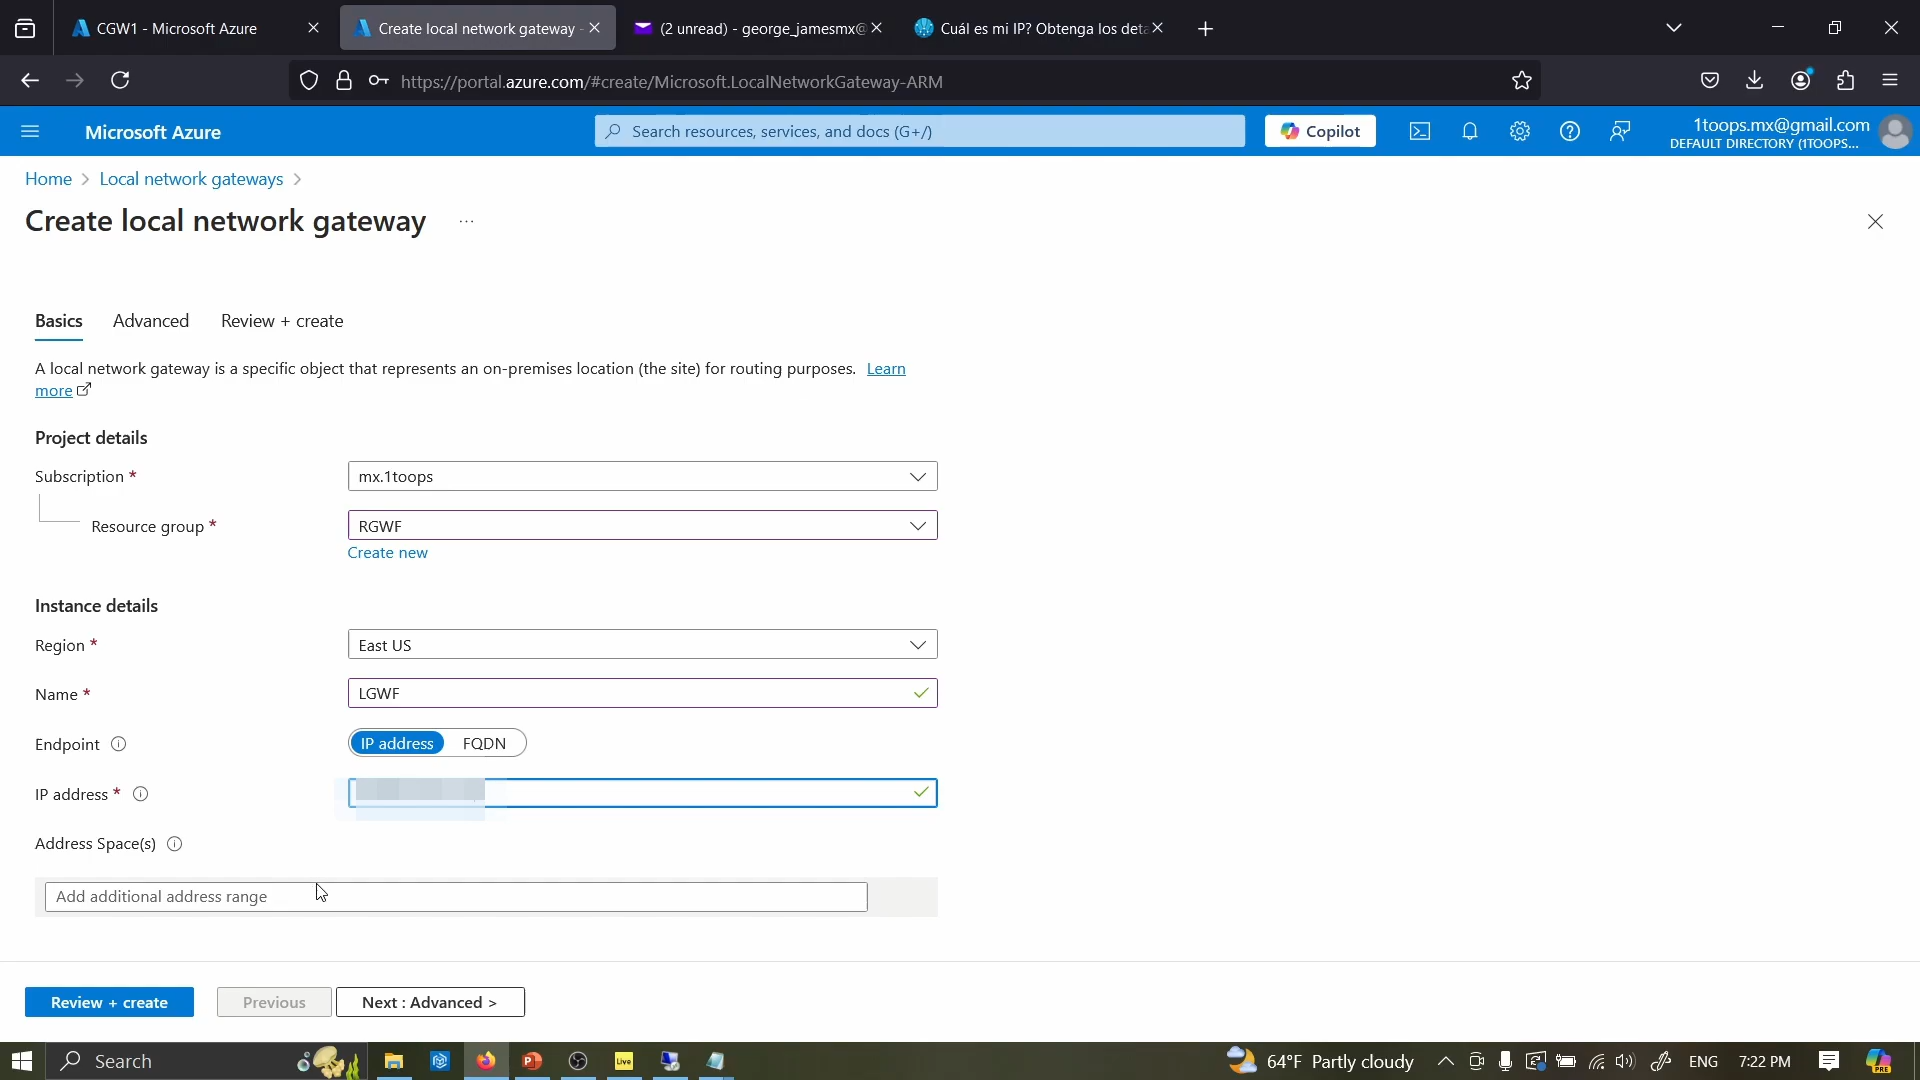 CGW1 - Microsoft Azure
Create local network gateway -
(2 unread) - george_jamesmx@
Cuál es mi IP? Obtenga los deta
https://portal.azure.com/#create/Microsoft.LocalNetworkGateway-ARM
Microsoft Azure
Search resources, services, and docs (G+/)
Copilot
1toops.mx@gmail.com
DEFAULT DIRECTORY (1TOOPS...
Home > Local network gateways >
Create local network gateway ...
Basics
Advanced
Review + create
A local network gateway is a specific object that represents an on-premises location (the site) for routing purposes. Learn
more
Project details
Subscription *
mx.1toops
Resource group *
RGWF
Create new
Instance details
Region *
East US
Name *
LGWF
Endpoint
IP address
FQDN
IP address *
Address Space(s)
Add additional address range
Review + create
Previous
Next : Advanced >
Search
Live
64°F Partly cloudy
ENG
7:22 PM
PRE